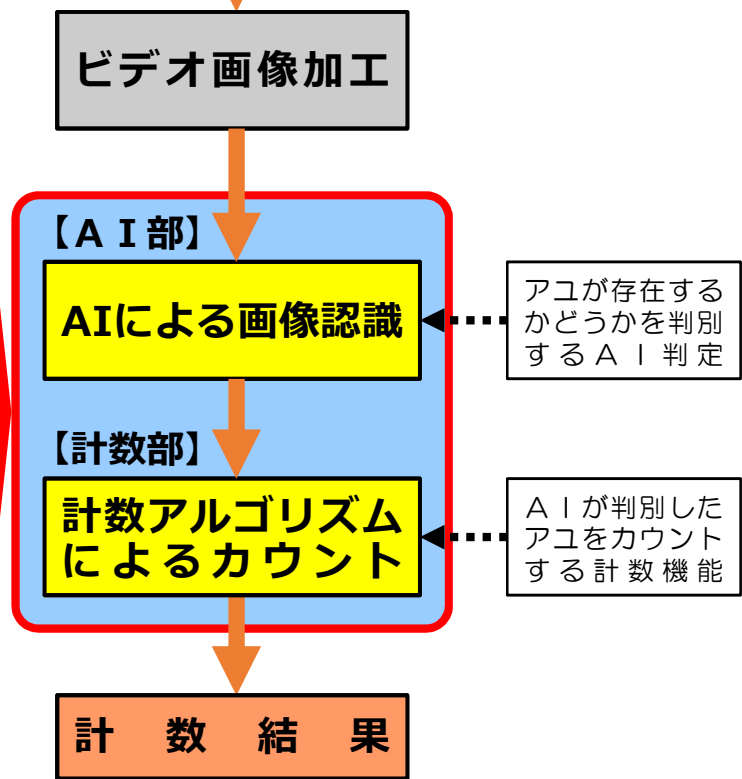 ビデオ画像加工
【ＡＩ部】
AIによる画像認識
アユが存在する
かどうかを判別
するＡＩ判定
【計数部】
計数アルゴリズム
によるカウント
ＡＩが判別した
アユをカウント
する計数機能
計数結果